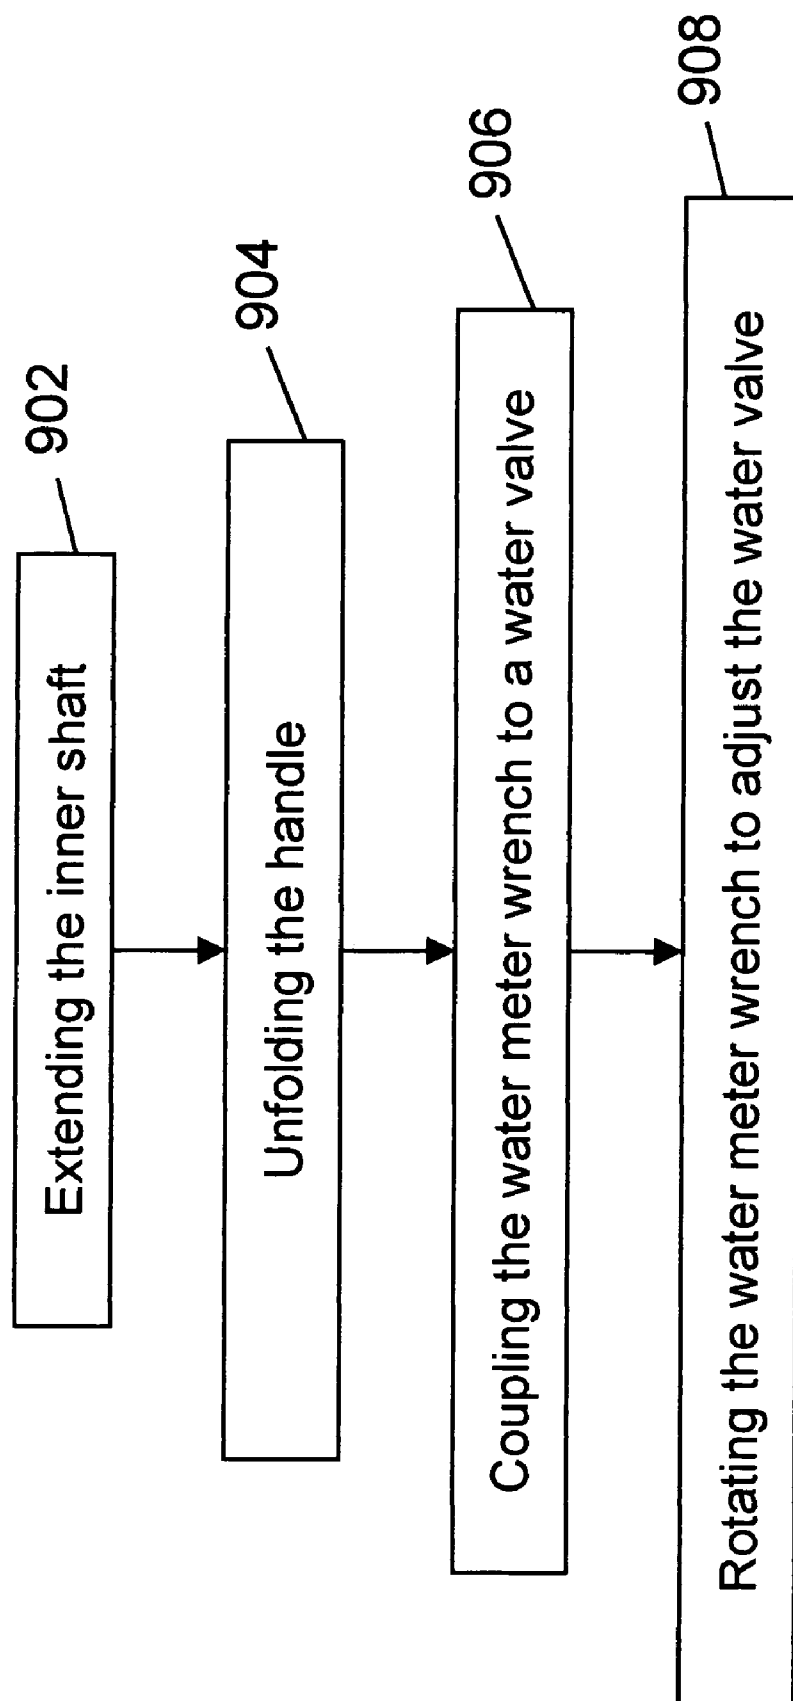 902
Extending the inner shaft
904
Unfolding the handle
906
Coupling the water meter wrench to a water valve
908
Rotating the water meter wrench to adjust the water valve